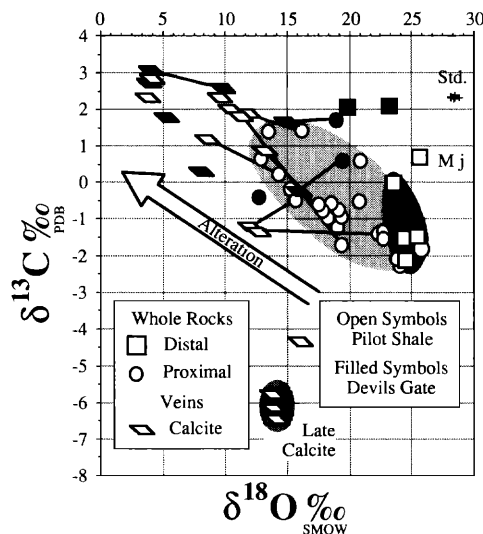 0 5 10 15 20 25 30
4
3
2
1
0
-1
-2
-3
-4
-5
-6
-7
-8
Std.
M j
Alteration
Whole Rocks
Distal
Proximal
Veins
Calcite
Open Symbols
Pilot Shale
Filled Symbols
Devils Gate
Late
Calcite
δ13C ‰
PDB
δ18O ‰
SMOW